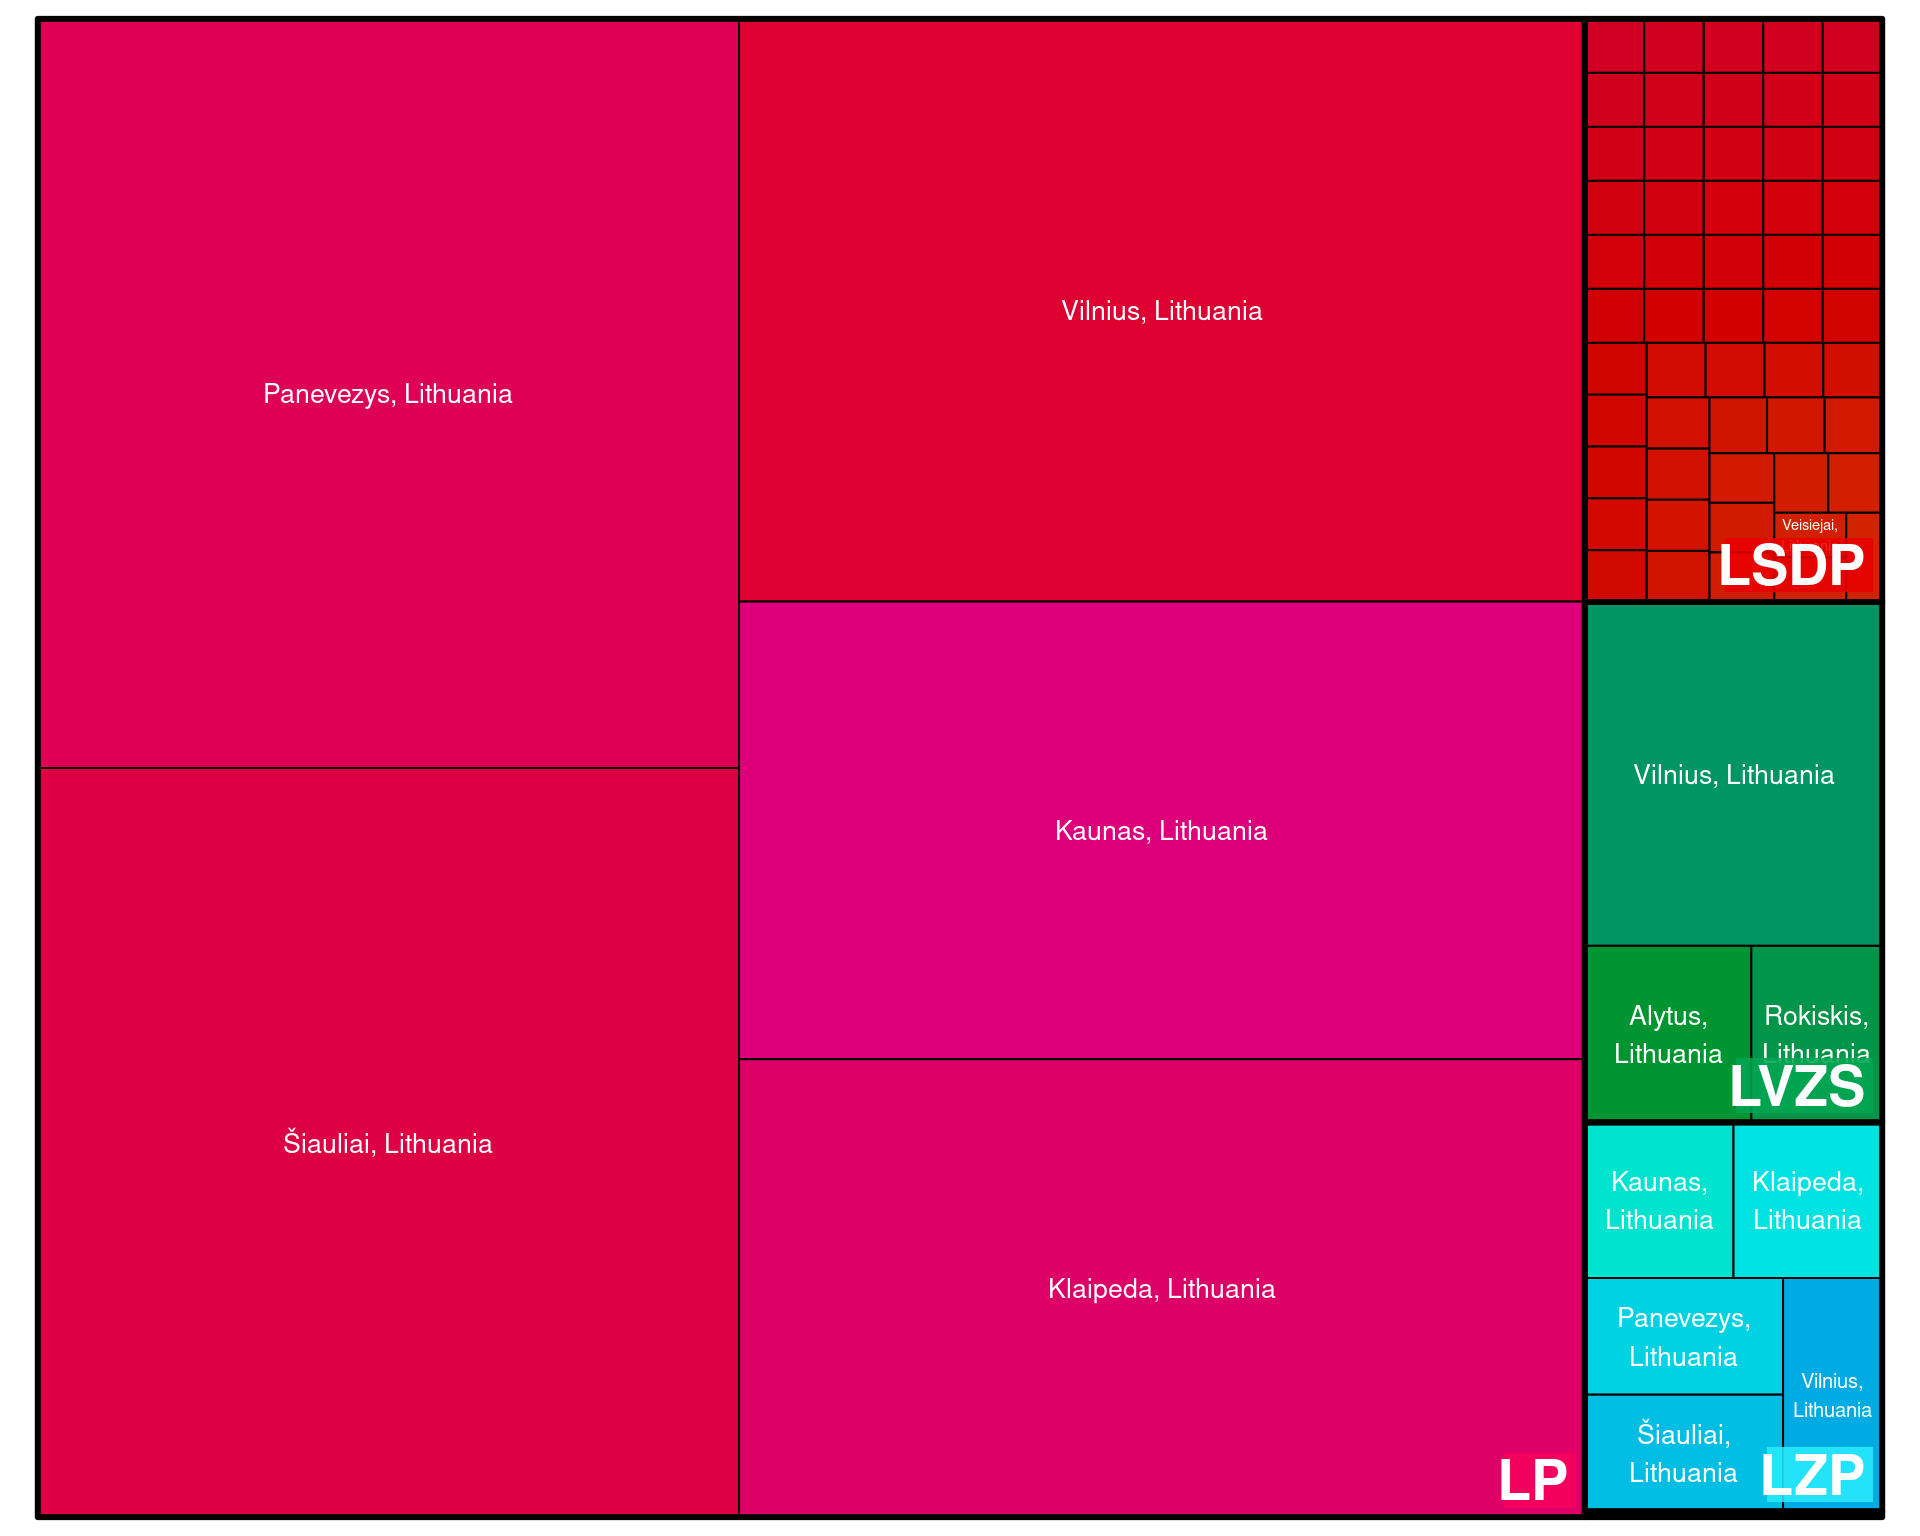 Panevezys, Lithuania
Šiauliai, Lithuania
Vilnius, Lithuania
Kaunas, Lithuania
Klaipeda, Lithuania
LP
Veisiejai,
LSDP
Vilnius, Lithuania
Alytus,
Lithuania
Rokiskis,
Lithuania
LVZS
Kaunas,
Lithuania
Klaipeda,
Lithuania
Panevezys,
Lithuania
Šiauliai,
Lithuania
Vilnius,
Lithuania
LZP